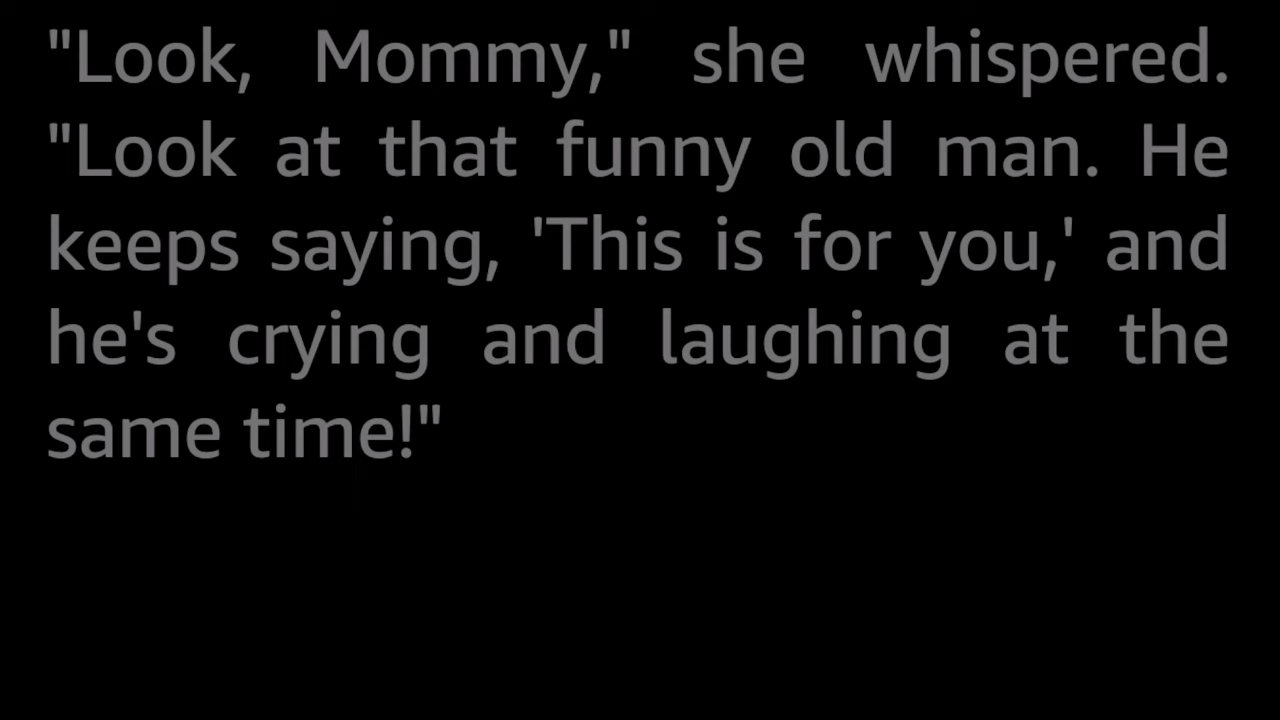 "Look, Mommy," she whispered.
"Look at that funny old man. He
keeps saying, 'This is for you,' and
he's crying and laughing at the
same time!"